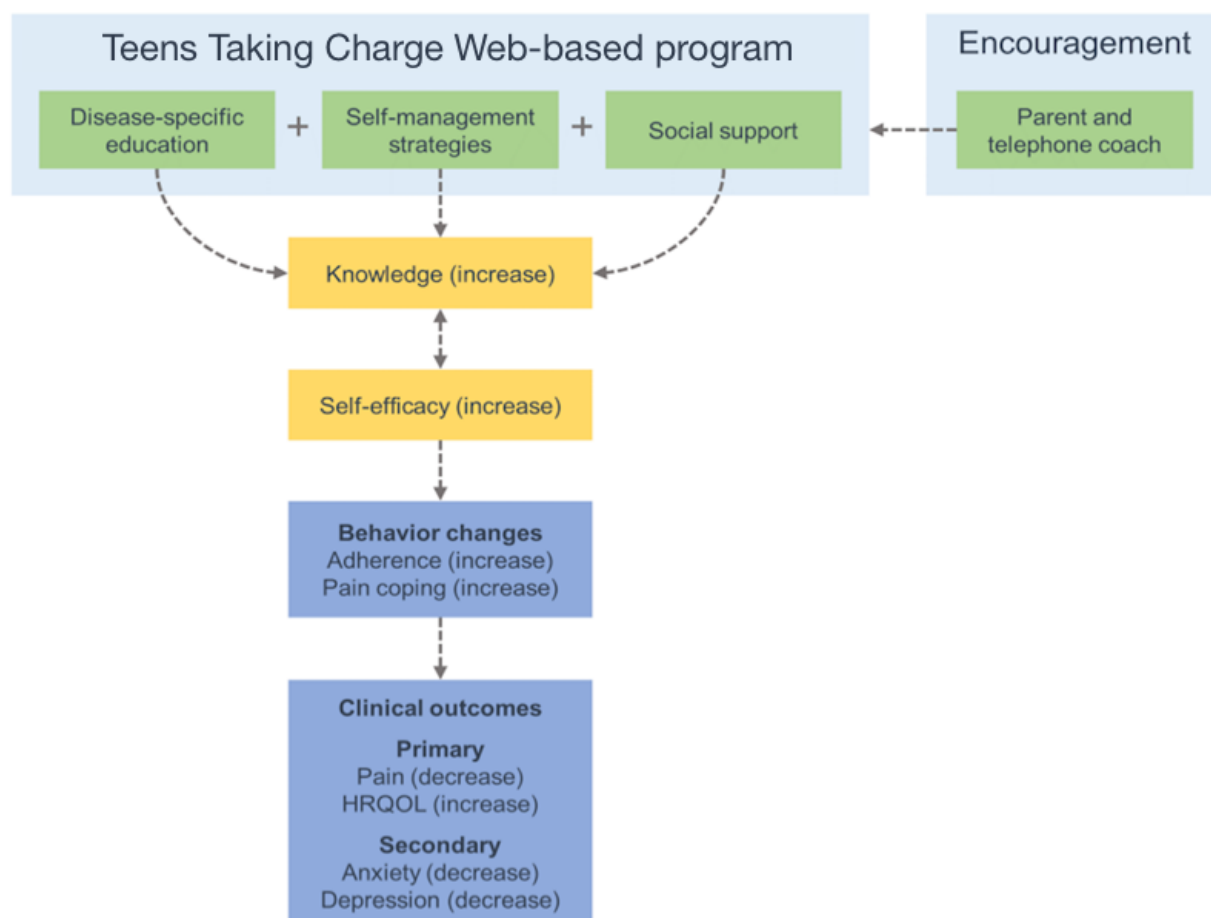 Teens Taking Charge Web-based program
Encouragement
Disease-specific
education
+
Self-management
strategies
+
Social support
Parent and
telephone coach
Knowledge (increase)
Self-efficacy (increase)
Behavior changes
Adherence (increase)
Pain coping (increase)
Clinical outcomes
Primary
Pain (decrease)
HRQOL (increase)
Secondary
Anxiety (decrease)
Depression (decrease)